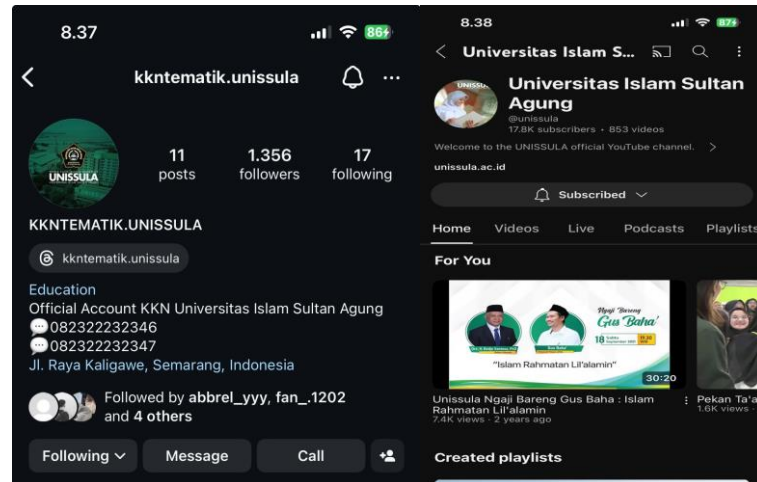 8.37
86
kkntematik.unissula
UNISSULA
11 1.356 17
posts followers following
KKNTEMATIK.UNISSULA
kkntematik.unissula
Education
Official Account KKN Universitas Islam Sultan Agung
082322232346
082322232347
Jl. Raya Kaligawe, Semarang, Indonesia
Followed by abbrel_yyy, fan_.1202
and 4 others
Following Message Call
8.38
87
Universitas Islam S...
UNISSU
Universitas Islam Sultan
Agung
@unissula
17.8K subscribers • 853 videos
Welcome to the UNISSULA official YouTube channel.
unissula.ac.id
Subscribed
Home Videos Live Podcasts Playlists
For You
Ngaji Bareng
Gus Baha'
18
"Islam Rahmatan Lil'alamin"
30:20
Unissula Ngaji Bareng Gus Baha : Islam
Rahmatan Lil'alamin
7.4K views · 2 years ago
Pekan Ta'a
1.6K views ·
Created playlists